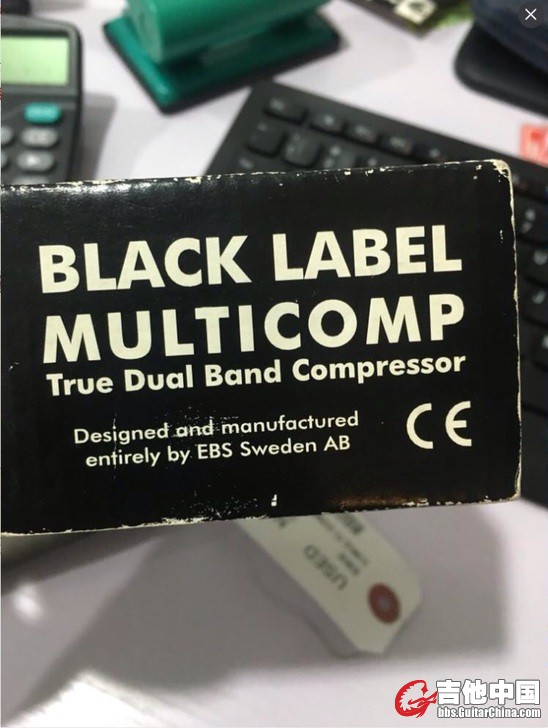 BLACK LABEL
MULTICOMP
True Dual Band Compressor
Designed and manufactured
entirely by EBS Sweden AB
CE
USED
吉他中国
bbs.GuitarChina.com